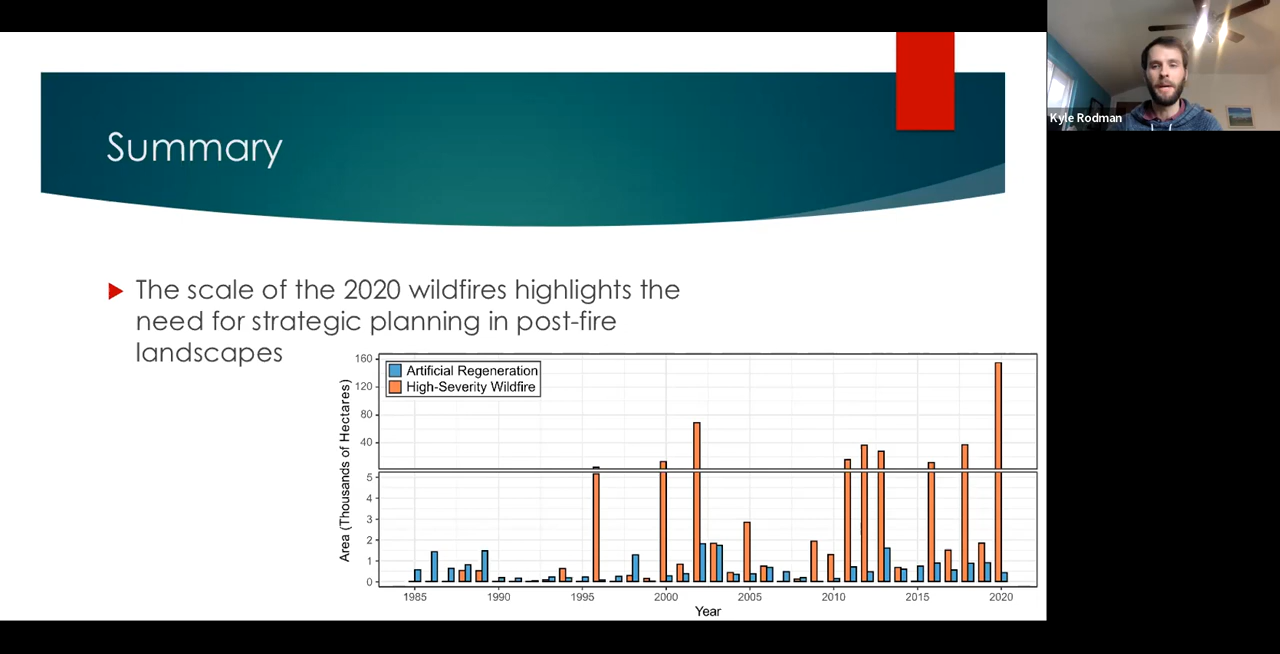 Kyle Rodman
Summary
The scale of the 2020 wildfires highlights the
need for strategic planning in post-fire
landscapes
Artificial Regeneration
High-Severity Wildfire
Area (Thousands of Hectares)
160
120
80
40
5
4
3
2
1
0
1985 1990 1995 2000 2005 2010 2015 2020
Year